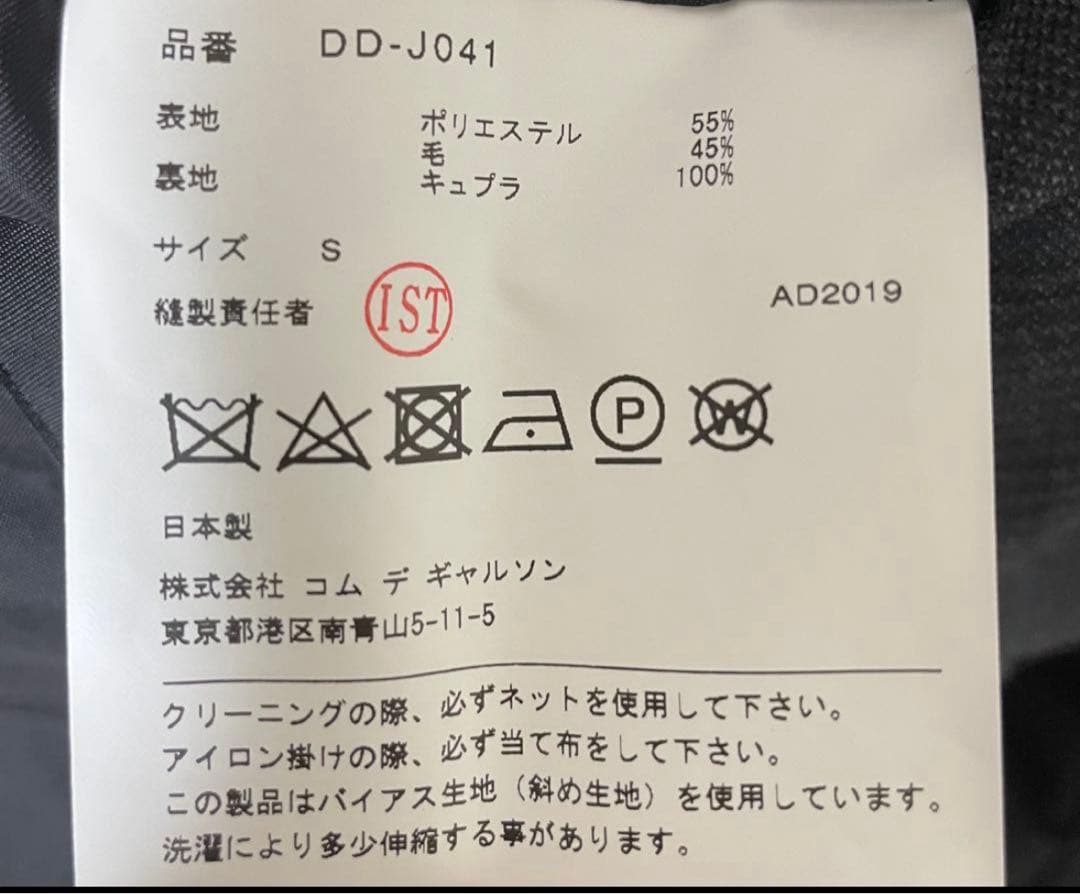 品番 DD-J041
表地 ポリエステル 55%
毛 45%
裏地 キュプラ 100%
サイズ S
縫製責任者 IST AD2019
P W
日本製
株式会社 コム デ ギャルソン
東京都港区南青山5-11-5
クリーニングの際、必ずネットを使用して下さい。
アイロン掛けの際、必ず当て布をして下さい。
この製品はバイアス生地（斜め生地）を使用しています。
洗濯により多少伸縮する事があります。